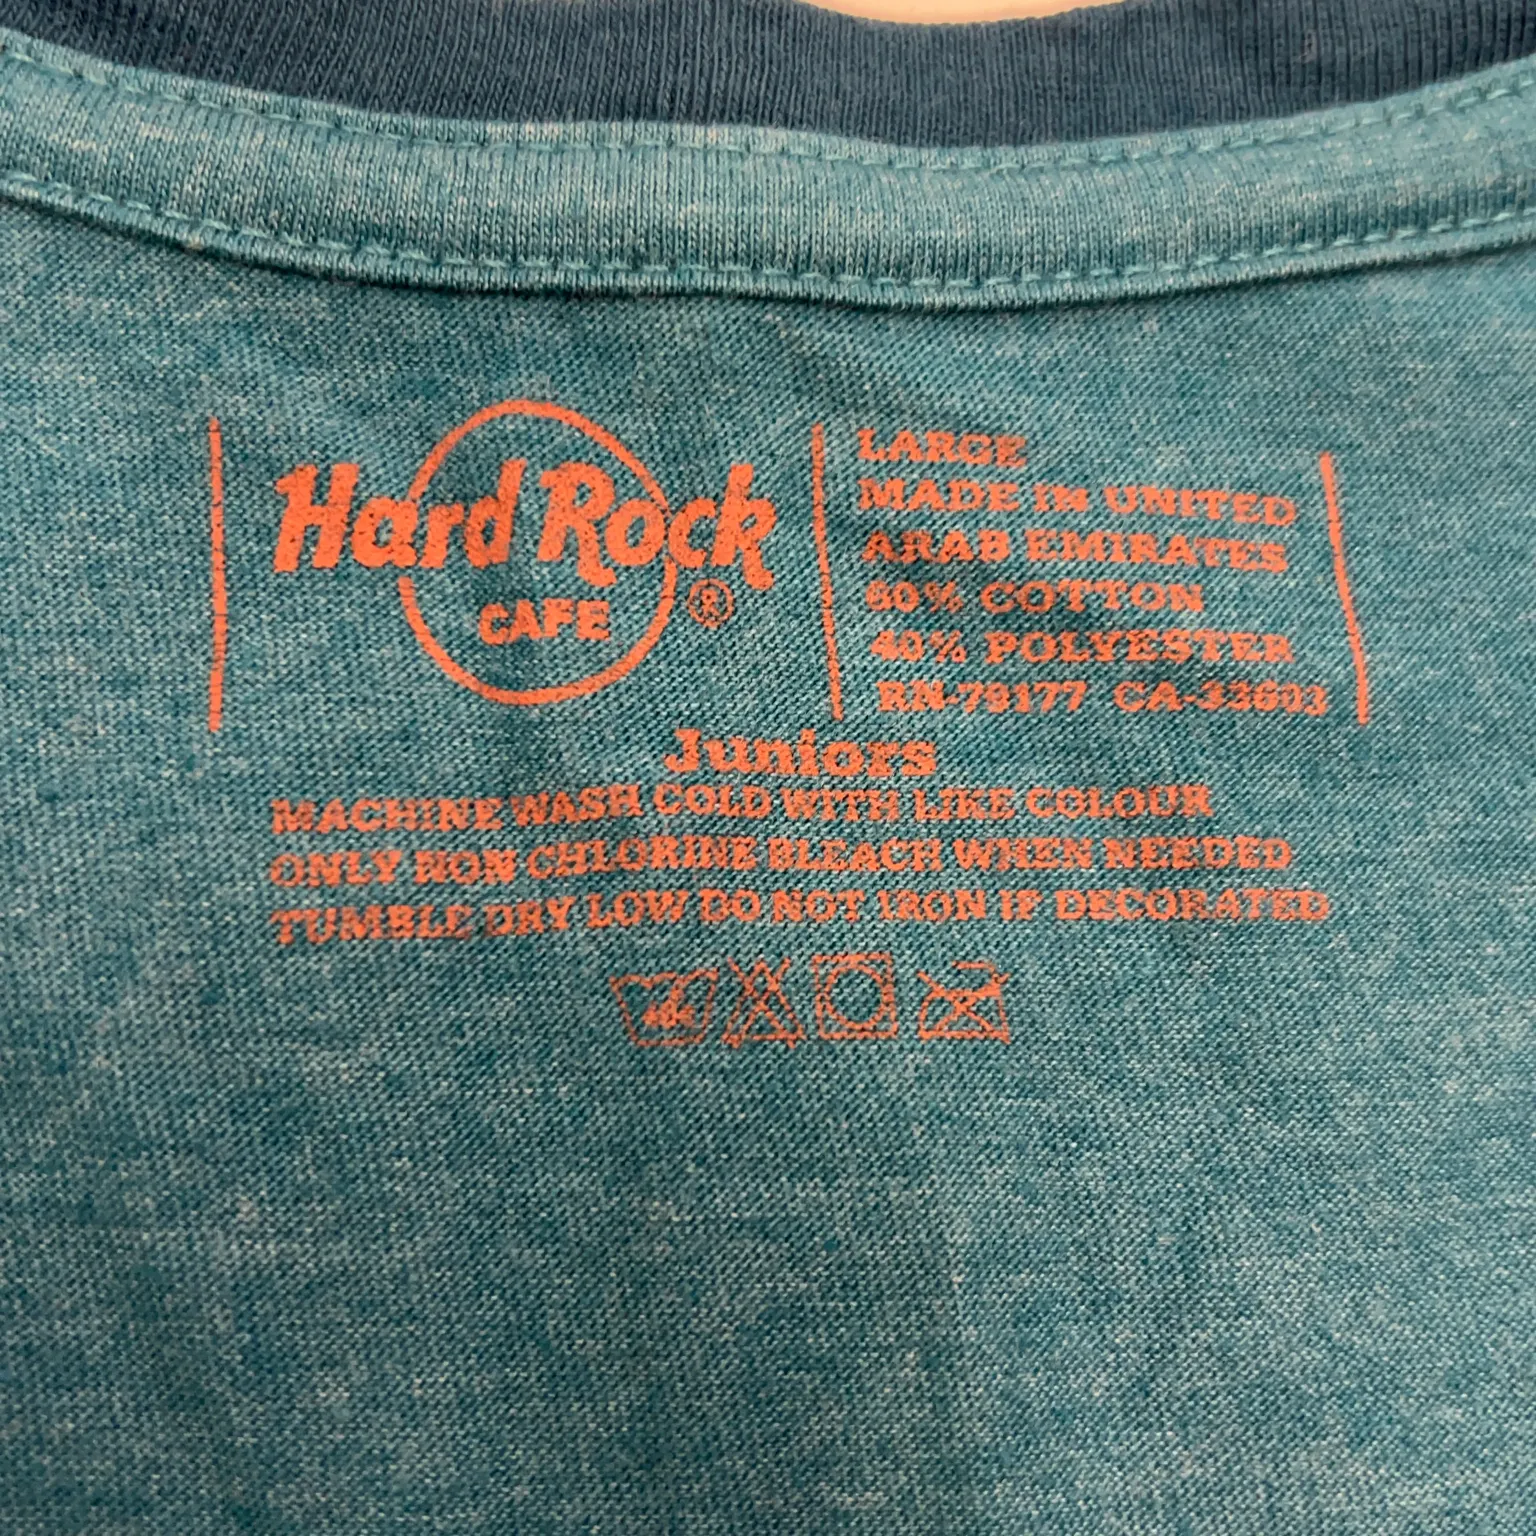 Hard Rock
CAFE
®
LARGE
MADE IN UNITED
ARAB EMIRATES
60% COTTON
40% POLYESTER
RN-79177 CA-33603
Juniors
MACHINE WASH COLD WITH LIKE COLOUR
ONLY NON CHLORINE BLEACH WHEN NEEDED
TUMBLE DRY LOW DO NOT IRON IF DECORATED